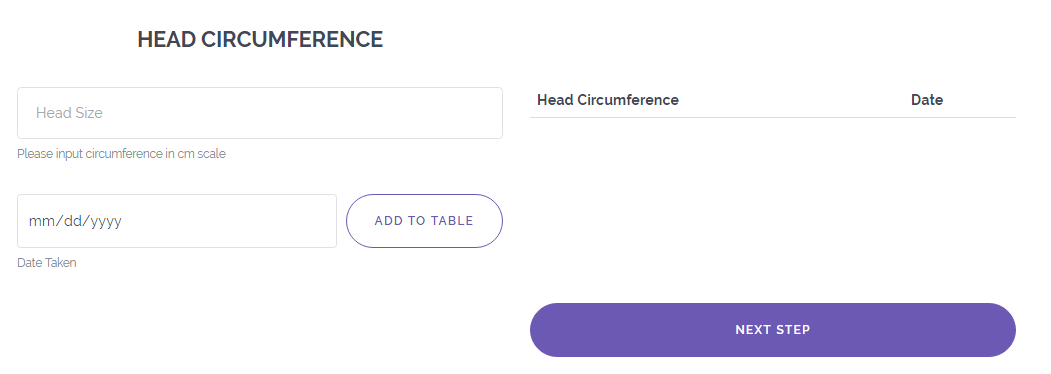 HEAD CIRCUMFERENCE
Head Size
Please input circumference in cm scale
mm/dd/yyyy
ADD TO TABLE
Date Taken
Head Circumference Date
NEXT STEP